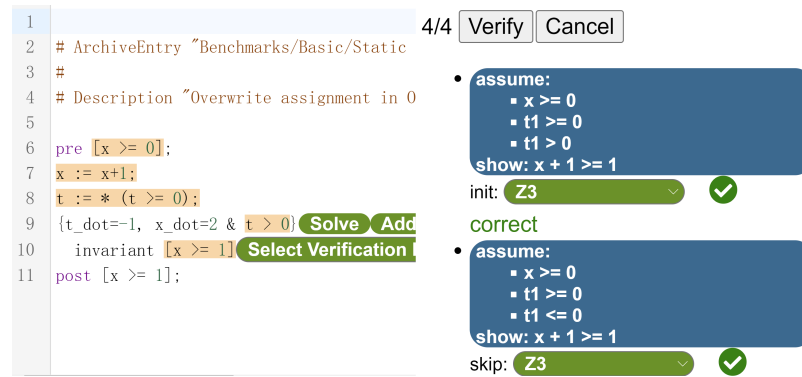 1
2 # ArchiveEntry "Benchmarks/Basic/Static
3 #
4 # Description "Overwrite assignment in O
5
6 pre [x >= 0];
7 x := x+1;
8 t := * (t >= 0);
9 {t_dot=-1, x_dot=2 & t > 0} Solve Add
10 invariant [x >= 1] Select Verification
11 post [x >= 1];
4/4 Verify Cancel
assume:
x >= 0
t1 >= 0
t1 > 0
show: x + 1 >= 1
init: Z3
correct
assume:
x >= 0
t1 >= 0
t1 <= 0
show: x + 1 >= 1
skip: Z3